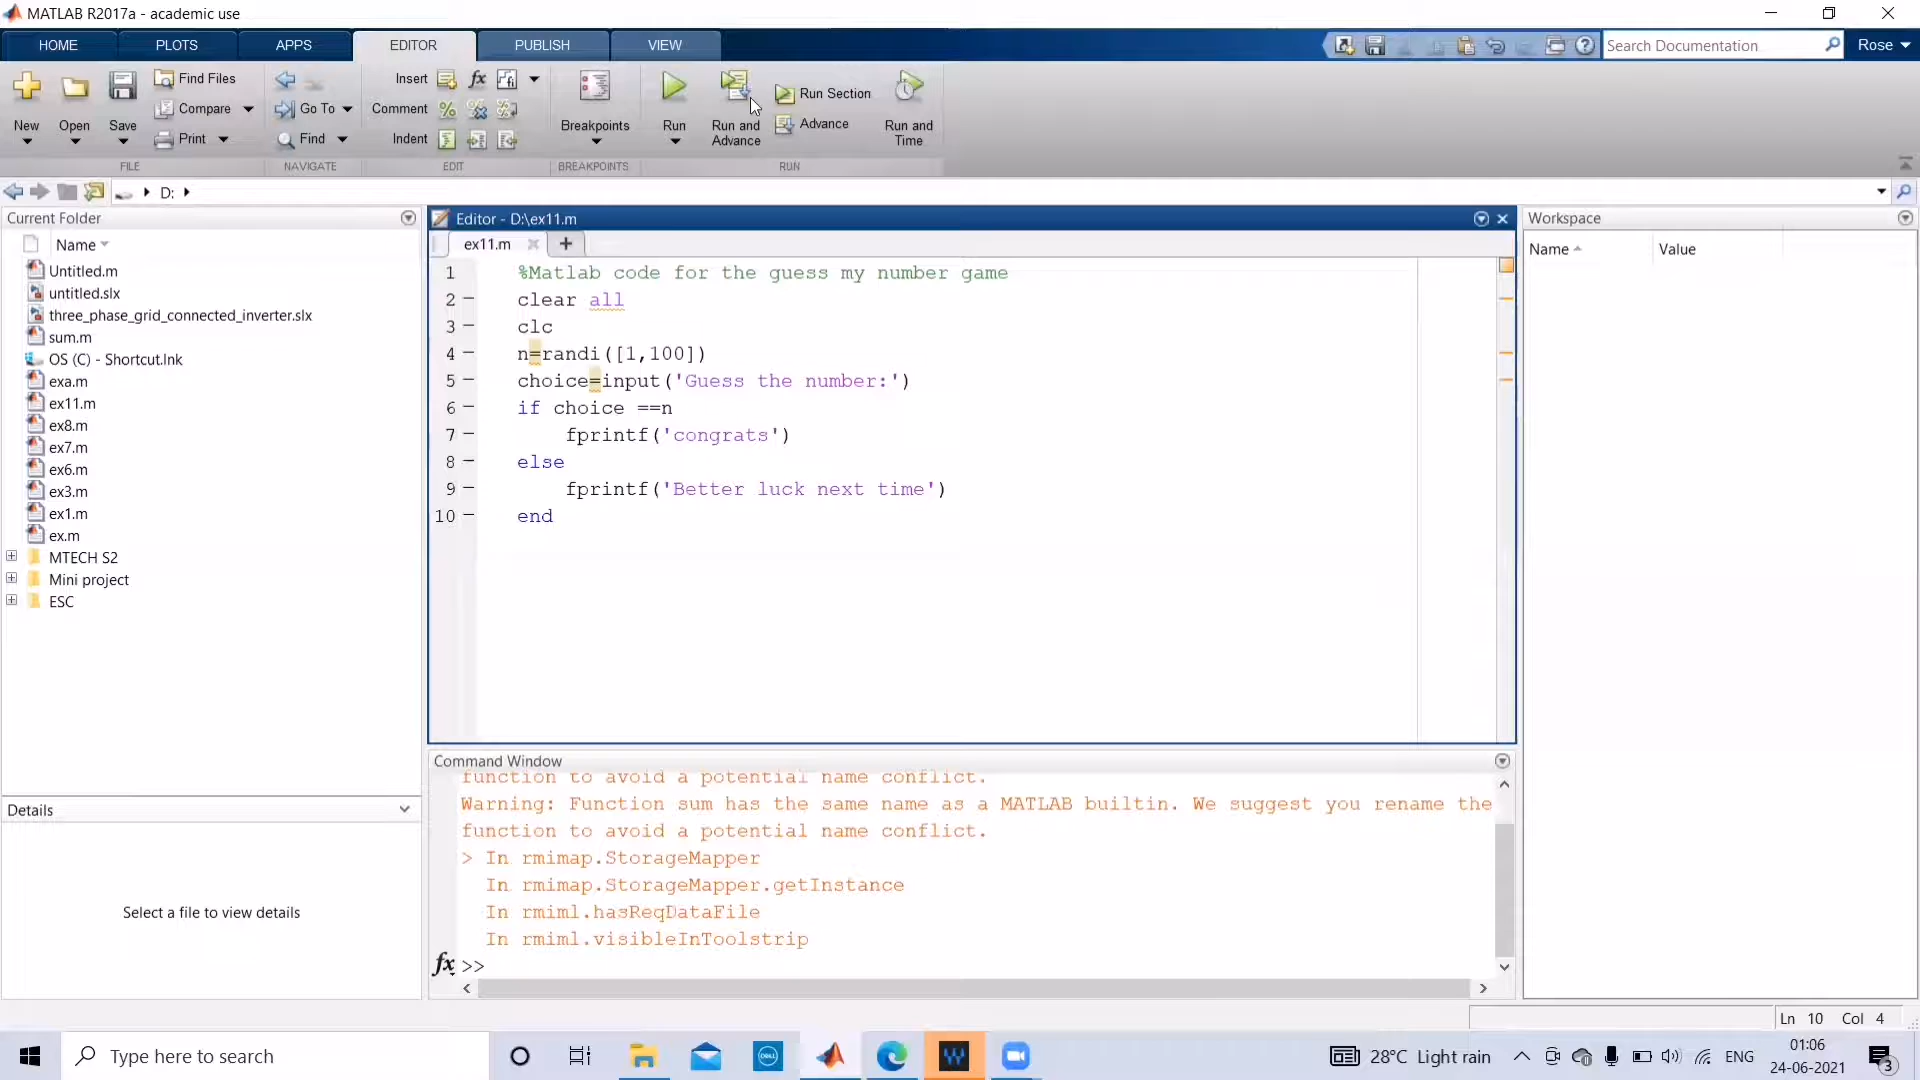 MATLAB R2017a - academic use
HOME PLOTS APPS EDITOR PUBLISH VIEW
Search Documentation
Rose
New
Open
Save
Find Files
Compare
Print
FILE
Go To
Find
NAVIGATE
Insert
Comment
Indent
EDIT
Breakpoints
BREAKPOINTS
Run
Run and
Advance
Run Section
Advance
Run and
Time
RUN
D:
Current Folder
Name
Untitled.m
untitled.slx
three_phase_grid_connected_inverter.slx
sum.m
OS (C) - Shortcut.lnk
exa.m
ex11.m
ex8.m
ex7.m
ex6.m
ex3.m
ex1.m
ex.m
MTECH S2
Mini project
ESC
Details
Select a file to view details
Editor - D:\ex11.m
ex11.m
1 %Matlab code for the guess my number game
2 clear all
3 clc
4 n=randi([1,100])
5 choice=input('Guess the number:')
6 if choice ==n
7 fprintf('congrats')
8 else
9 fprintf('Better luck next time')
10 end
Command Window
function to avoid a potential name conflict.
Warning: Function sum has the same name as a MATLAB builtin. We suggest you rename the
function to avoid a potential name conflict.
> In rmimap.StorageMapper
In rmimap.StorageMapper.getInstance
In rmiml.hasReqDataFile
In rmiml.visibleInToolstrip
fx >>
Workspace
Name Value
Ln 10 Col 4
Type here to search
DELL
W
28°C Light rain
ENG
01:06
24-06-2021
3